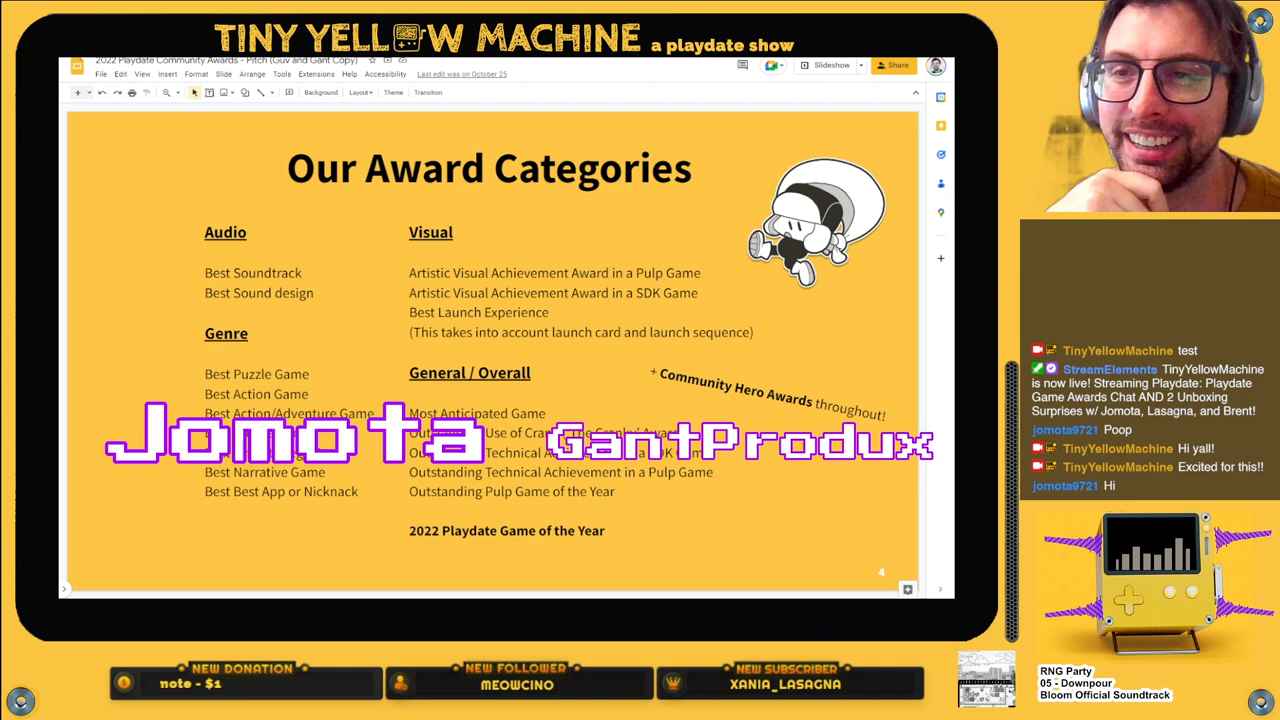 TINY YELLOW MACHINE a playdate show
2022 Playdate Community Awards - Pitch (Guv and Gant Copy)
File Edit View Insert Format Slide Arrange Tools Extensions Help Accessibility Last edit was on October 25
Slideshow
Share
Background Layout Theme Transition
Our Award Categories
Audio
Best Soundtrack
Best Sound design
Genre
Best Puzzle Game
Best Action Game
Best Action/Adventure Game
Best Narrative Game
Best Best App or Nicknack
Visual
Artistic Visual Achievement Award in a Pulp Game
Artistic Visual Achievement Award in a SDK Game
Best Launch Experience
(This takes into account launch card and launch sequence)
General / Overall
+ Community Hero Awards throughout!
Most Anticipated Game
Use of
Technical
Outstanding Technical Achievement in a Pulp Game
Outstanding Pulp Game of the Year
2022 Playdate Game of the Year
4
Jomota GantProdux
TinyYellowMachine test
StreamElements TinyYellowMachine
is now live! Streaming Playdate: Playdate
Game Awards Chat AND 2 Unboxing
Surprises w/ Jomota, Lasagna, and Brent!
jomota9721 Poop
TinyYellowMachine Hi yall!
TinyYellowMachine Excited for this!!
jomota9721 Hi
NEW DONATION
note - $1
NEW FOLLOWER
MEOWCINO
NEW SUBSCRIBER
XANIA_LASAGNA
RNG Party
05 - Downpour
Bloom Official Soundtrack